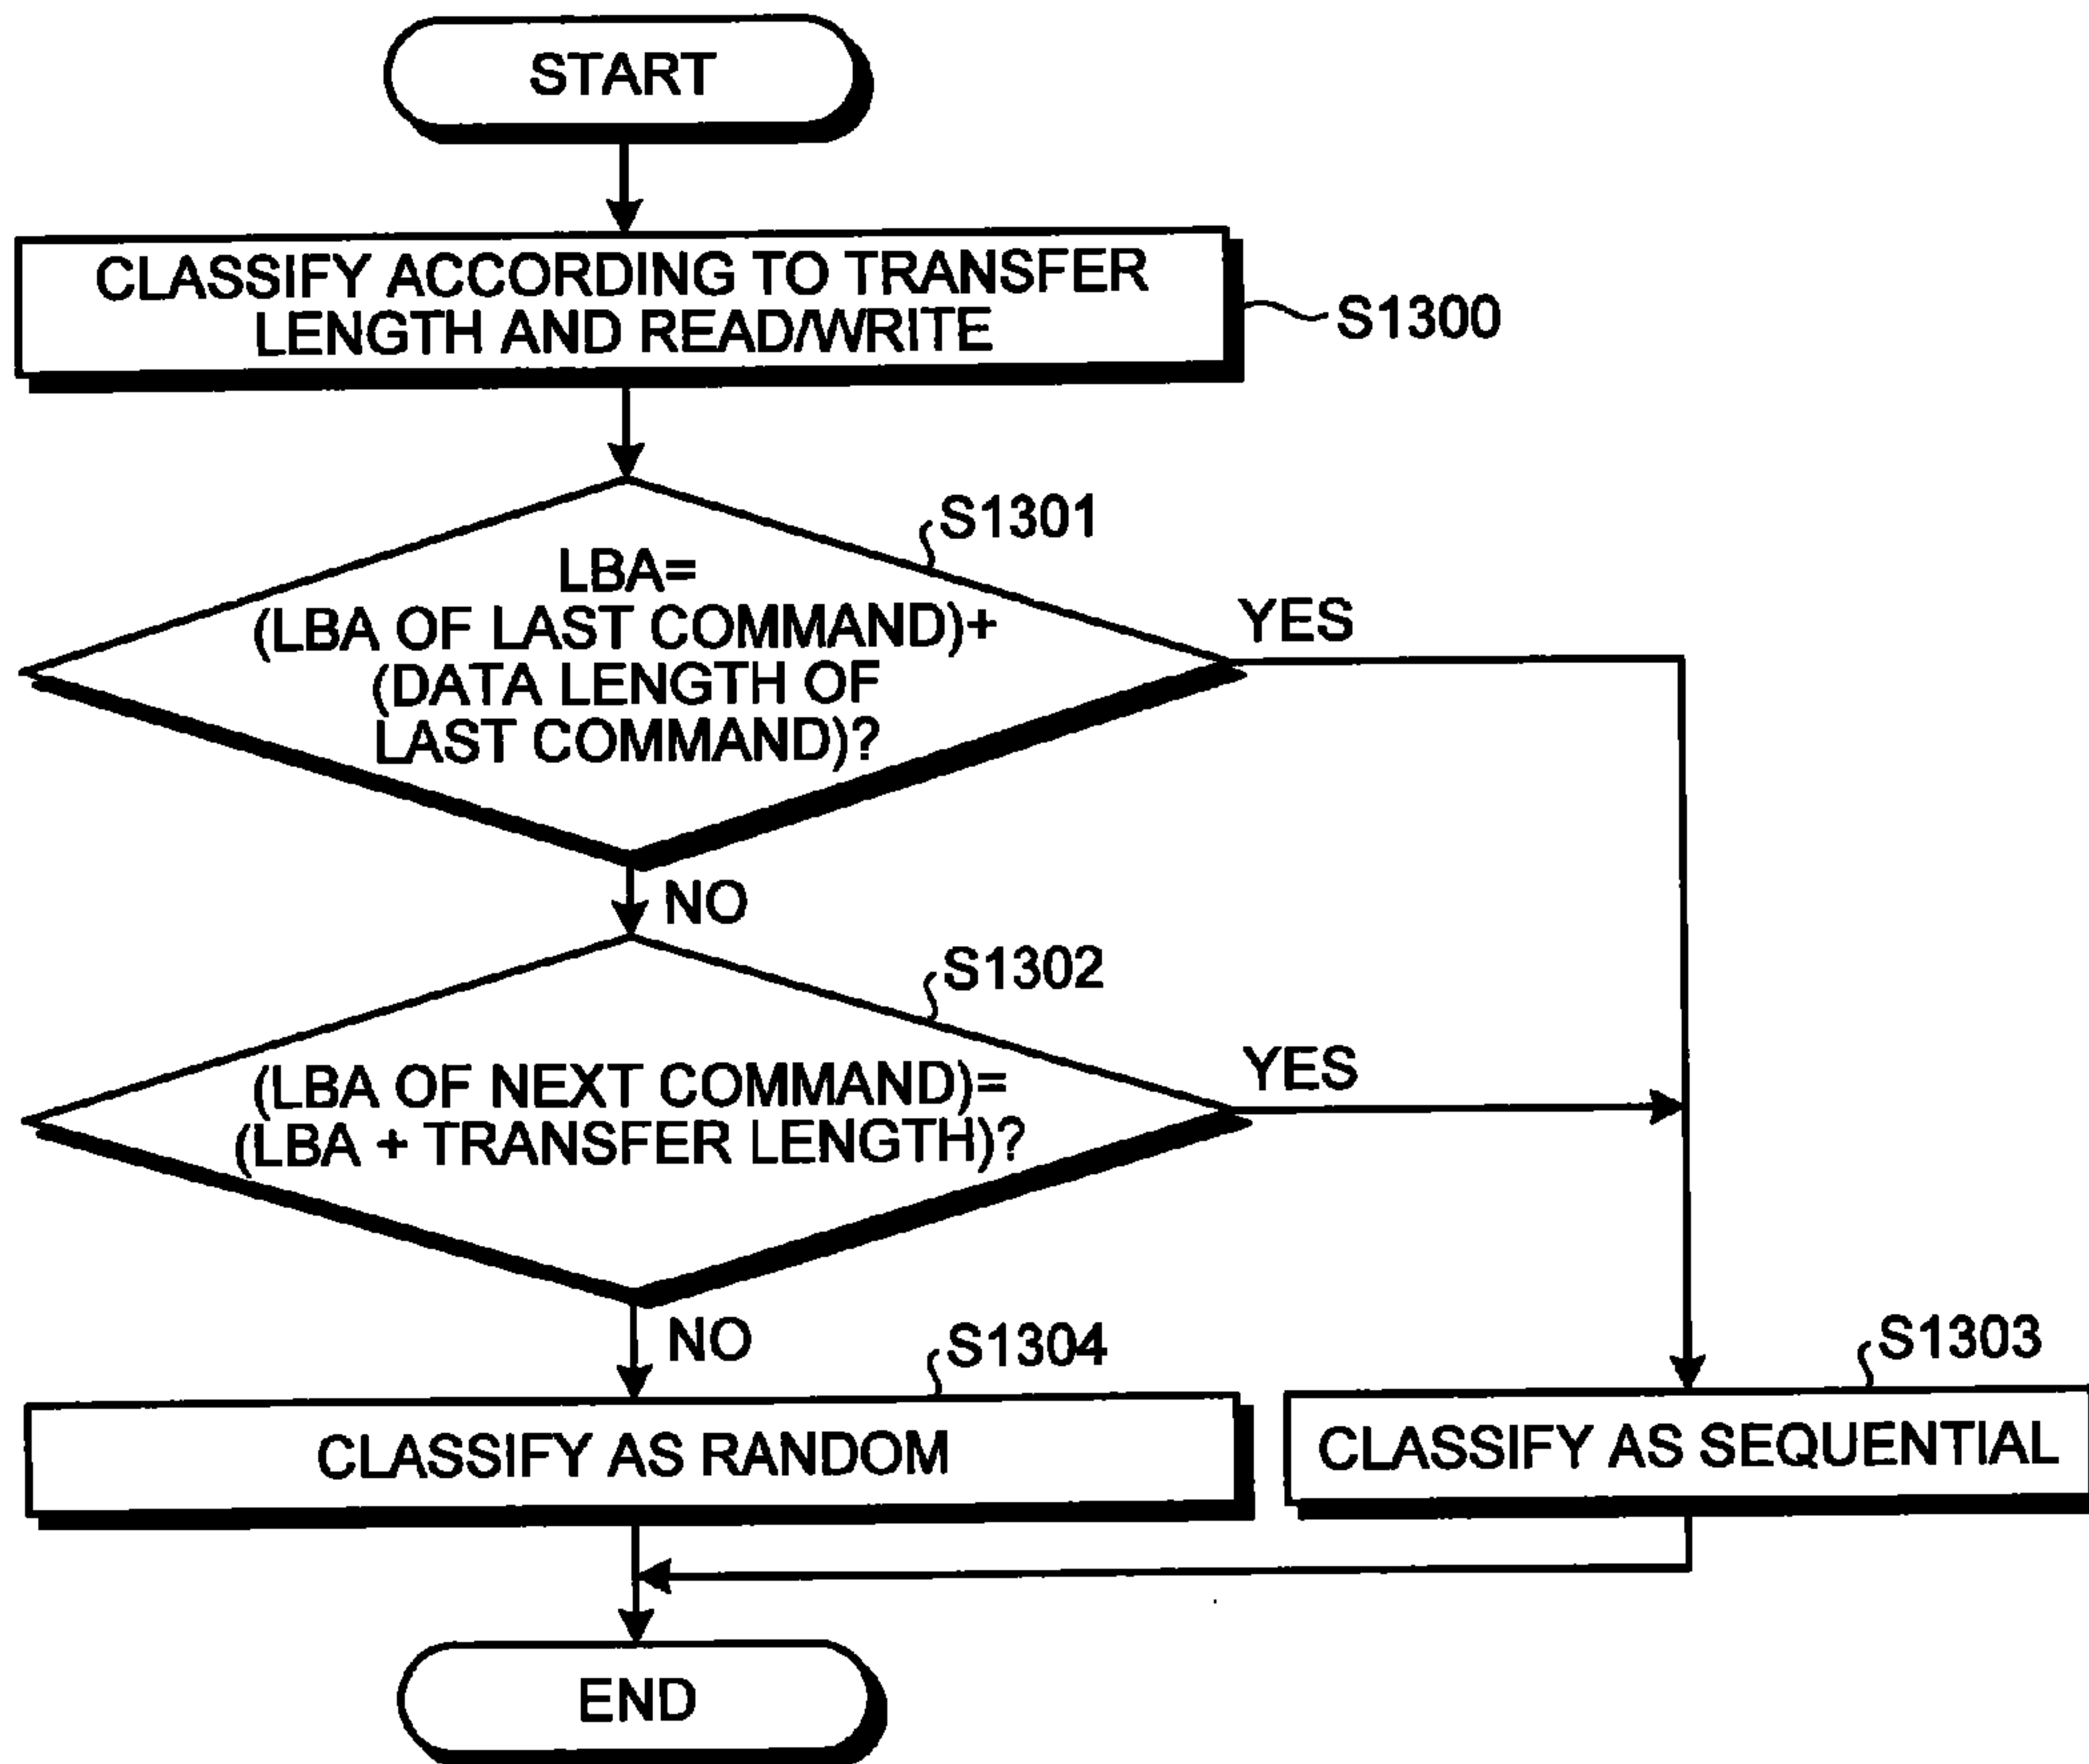 START
CLASSIFY ACCORDING TO TRANSFER
LENGTH AND READ/WRITE
S1300
S1301
LBA=
(LBA OF LAST COMMAND)+
(DATA LENGTH OF
LAST COMMAND)?
YES
NO
S1302
(LBA OF NEXT COMMAND)=
(LBA + TRANSFER LENGTH)?
YES
NO
S1304
CLASSIFY AS RANDOM
S1303
CLASSIFY AS SEQUENTIAL
END